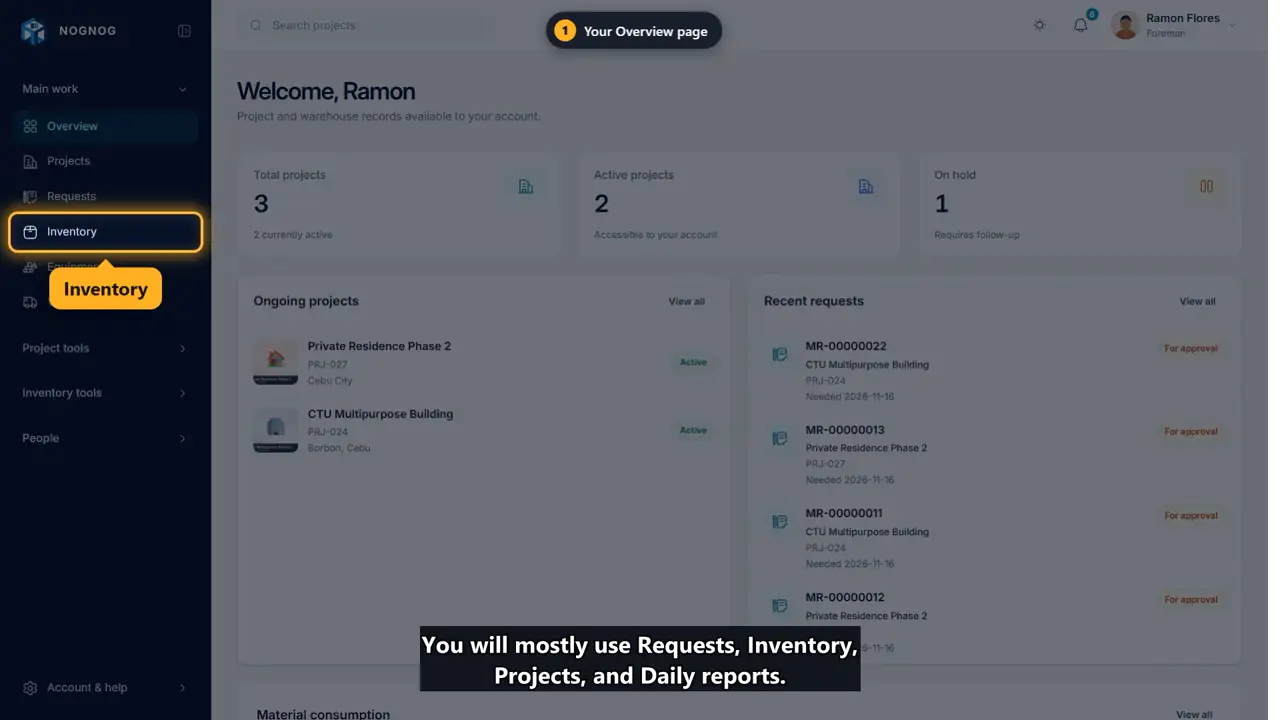 NOGNOG
Search projects
1 Your Overview page
6
Ramon Flores
Foreman
Main work
Overview
Projects
Requests
Inventory
Inventory
Project tools
Inventory tools
People
Account & help
Welcome, Ramon
Project and warehouse records available to your account.
Total projects
3
2 currently active
Active projects
2
Accessible to your account
On hold
1
Requires follow-up
Ongoing projects
View all
Private Residence Phase 2
PRJ-027
Cebu City
Active
CTU Multipurpose Building
PRJ-024
Borbon, Cebu
Active
Recent requests
View all
MR-00000022
CTU Multipurpose Building
PRJ-024
Needed 2026-11-16
For approval
MR-00000013
Private Residence Phase 2
PRJ-027
Needed 2026-11-16
For approval
MR-00000011
CTU Multipurpose Building
PRJ-024
Needed 2026-11-16
For approval
MR-00000012
Private Residence Phase 2
For approval
You will mostly use Requests, Inventory,
Projects, and Daily reports.
Material consumption
View all